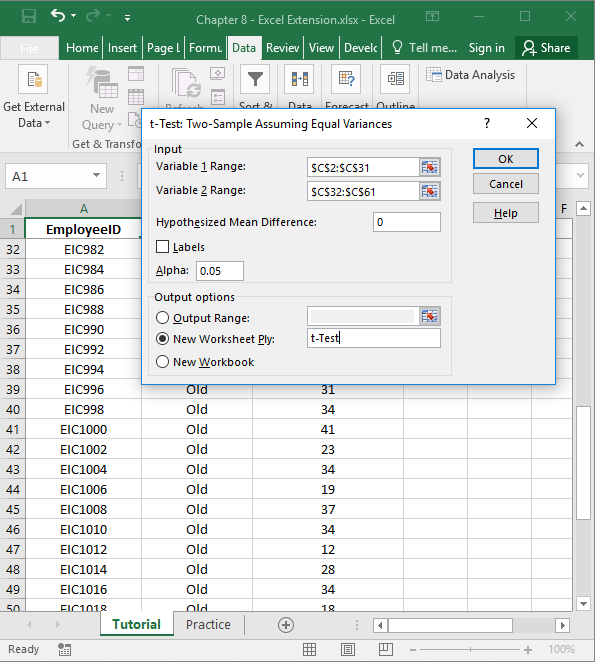 Chapter 8 - Excel Extension.xlsx - Excel
File Home Insert Page L Formu Data Review View Develo Tell me... Sign in Share
Get External Data
New Query
Refresh
Sort &
Data
Forecast
Outline
Data Analysis
Get & Transfo
A1
t-Test: Two-Sample Assuming Equal Variances ? X
Input
Variable 1 Range: $C$2:$C$31
Variable 2 Range: $C$32:$C$61
Hypothesized Mean Difference: 0
Labels
Alpha: 0.05
Output options
Output Range:
New Worksheet Ply: t-Test
New Workbook
OK
Cancel
Help
A F
1 EmployeeID
32 EIC982
33 EIC984
34 EIC986
35 EIC988
36 EIC990
37 EIC992
38 EIC994
39 EIC996 Old 31
40 EIC998 Old 34
41 EIC1000 Old 41
42 EIC1002 Old 23
43 EIC1004 Old 34
44 EIC1006 Old 19
45 EIC1008 Old 37
46 EIC1010 Old 34
47 EIC1012 Old 12
48 EIC1014 Old 28
49 EIC1016 Old 34
50 EIC1018 Old 18
Tutorial Practice
Ready 100%